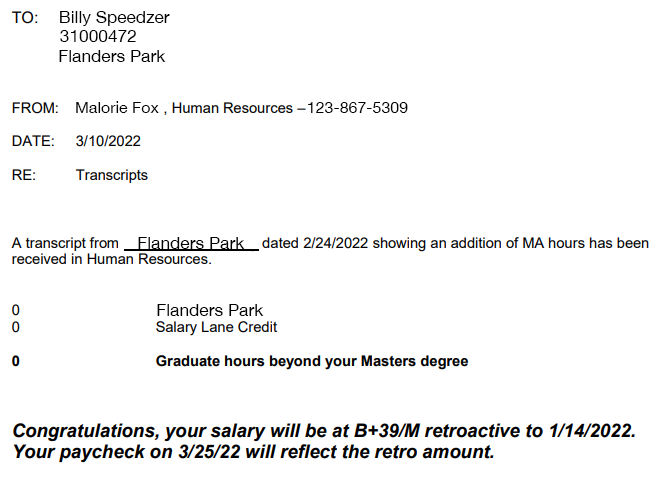 TO: Billy Speedzer
31000472
Flanders Park
FROM: Malorie Fox , Human Resources –123-867-5309
DATE: 3/10/2022
RE: Transcripts
A transcript from Flanders Park dated 2/24/2022 showing an addition of MA hours has been
received in Human Resources.
0 Flanders Park
0 Salary Lane Credit
0 Graduate hours beyond your Masters degree
Congratulations, your salary will be at B+39/M retroactive to 1/14/2022.
Your paycheck on 3/25/22 will reflect the retro amount.